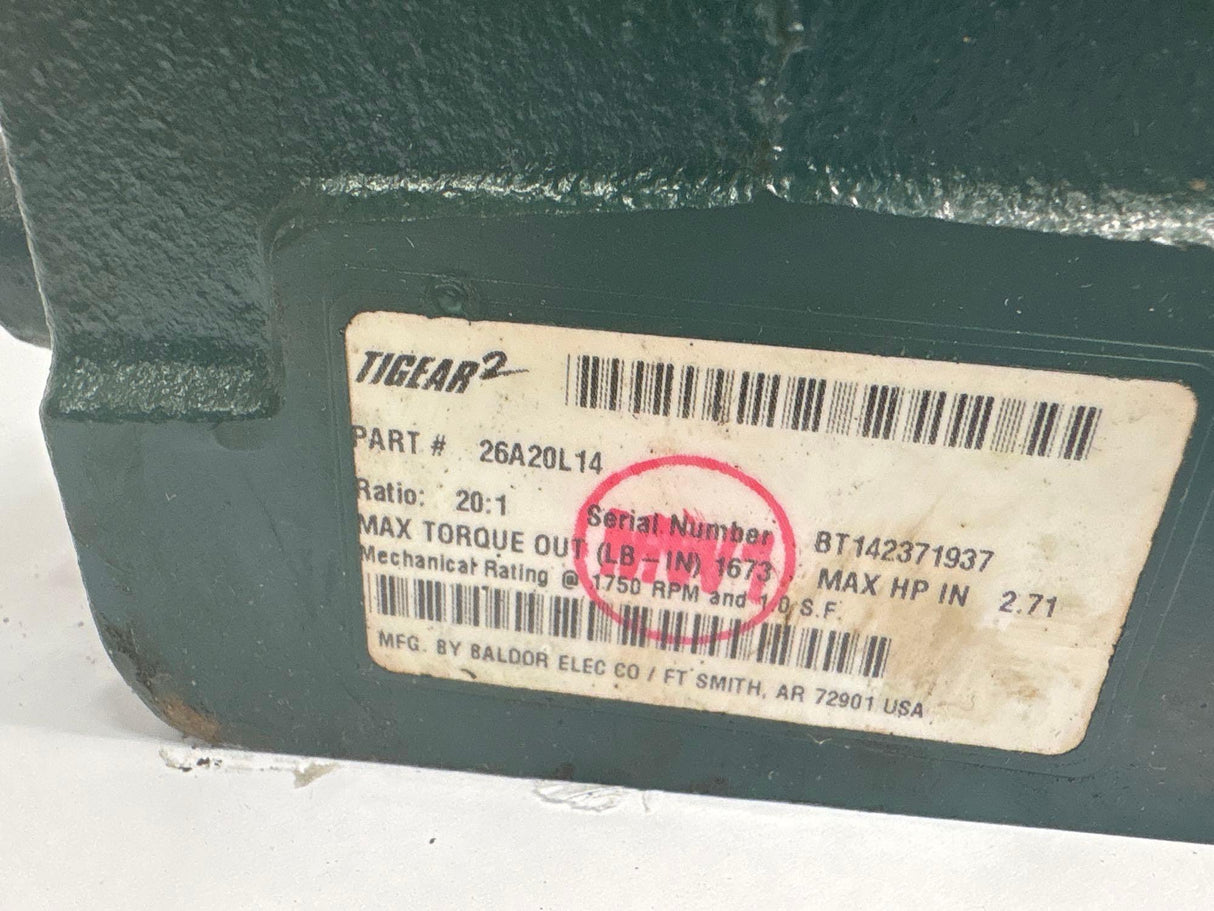 TIGEAR2
PART # 26A20L14
Ratio: 20:1 Serial Number BT142371937
MAX TORQUE OUT (LB-IN) 1673 MAX HP IN 2.71
Mechanical Rating @ 1750 RPM and 1.0 S.F.
MFG. BY BALDOR ELEC CO / FT SMITH, AR 72901 USA